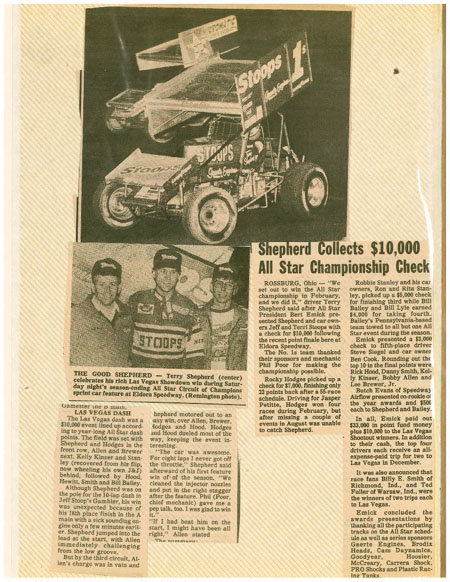 Stoops
1s
STOOPS
STOOPS
THE GOOD SHEPHERD — Terry Shepherd (center)
celebrates his rich Las Vegas Showdown win during Satur-
day night's season-ending All Star Circuit of Champions
sprint car feature at Eldora Speedway. (Remington photo).
LAS VEGAS DASH
The Las Vegas dash was a
$10,000 event lined up accord-
ing to year-long All Star dash
points. The field was set with
Shepherd and Hodges in the
front row, Allen and Brewer
next. Kelly Kinser and Stan-
ley (recovered from his flip,
now wheeling his own J&J)
behind, followed by Hood,
Hewitt, Smith and Bill Bailey.
Although Shepherd was on
the pole for the 10-lap dash in
Jeff Stoop's Gambler, his win
was unexpected because of
his 16th place finish in the A
main with a sick sounding en-
gine only a few minutes earli-
er. Shepherd jumped into the
lead at the start, with Allen
immediately challenging
from the low groove.
But by the third circuit, Al-
len's charge was in vain and
Shepherd motored out to an
easy win, over Allen, Brewer,
Hodges and Hood. Hodges
and Hood dueled most of the
way, keeping the event in-
teresting.
"The car was awesome.
For eight laps I never got off
the throttle," Shepherd said
afterward of his first feature
win of the season. "We
cleaned the injector nozzles
and put in the right stagger
after the feature. Phil (Poor,
chief mechanic) gave me a
pep talk, too. I was glad to win
it."
"If I had beat him on the
start, I might have been all
right," Allen stated
Shepherd Collects $10,000
All Star Championship Check
ROSSBURG, Ohio — "We
set out to win the All Star
championship in February,
and we did it," driver Terry
Shepherd said after All Star
President Bert Emick pre-
sented Shepherd and car own-
ers Jeff and Terri Stoops with
a check for $10,000 following
the recent point finale here at
Eldora Speedway.
The No. 1s team thanked
their sponsors and mechanic
Phil Poor for making the
championship possible.
Rocky Hodges picked up a
check for $7,000, finishing only
22 points back after a 50-race
schedule. Driving for Jasper
Petitte, Hodges won four
races during February, but
after missing a couple of
events in August was unable
to catch Shepherd.
Robbie Stanley and his car
owners, Ron and Rita Stan-
ley, picked up a $5,000 check
for finishing third while Bill
Bailey and Bill Lyle earned
$4,000 for taking fourth.
Bailey's Pennsylvania-based
team towed to all but one All
Star event during the season.
Emick presented a $3,000
check to fifth-place driver
Steve Siegel and car owner
Ben Cook. Rounding out the
top 10 in the final points were
Rick Hood, Danny Smith, Kel-
ly Kinser, Bobby Allen and
Lee Brewer, Jr.
Butch Evans of Speedway
Airflow presented co-rookie of
the year awards and $500
each to Shepherd and Bailey.
In all, Emick paid out
$33,000 in point fund money
plus $10,000 to the Las Vegas
Shootout winners. In addition
to their cash, the top four
drivers each receive an all-
expense-paid trip for two to
Las Vegas in December.
It was also announced that
race fans Billy E. Smith of
Richmond, Ind., and Ted
Fuller of Warsaw, Ind., were
the winners of two trips each
to Las Vegas.
Emick concluded the
awards presentations by
thanking all the participating
tracks on the All Star sched-
ule as well as series sponsors
Gaerte Engines, Brodix
Heads, Cam Daynamics,
Goodyear, Hoosier,
McCreary, Carrera Shock,
PRO Shocks and Plastic Rac-
ing Tanks.